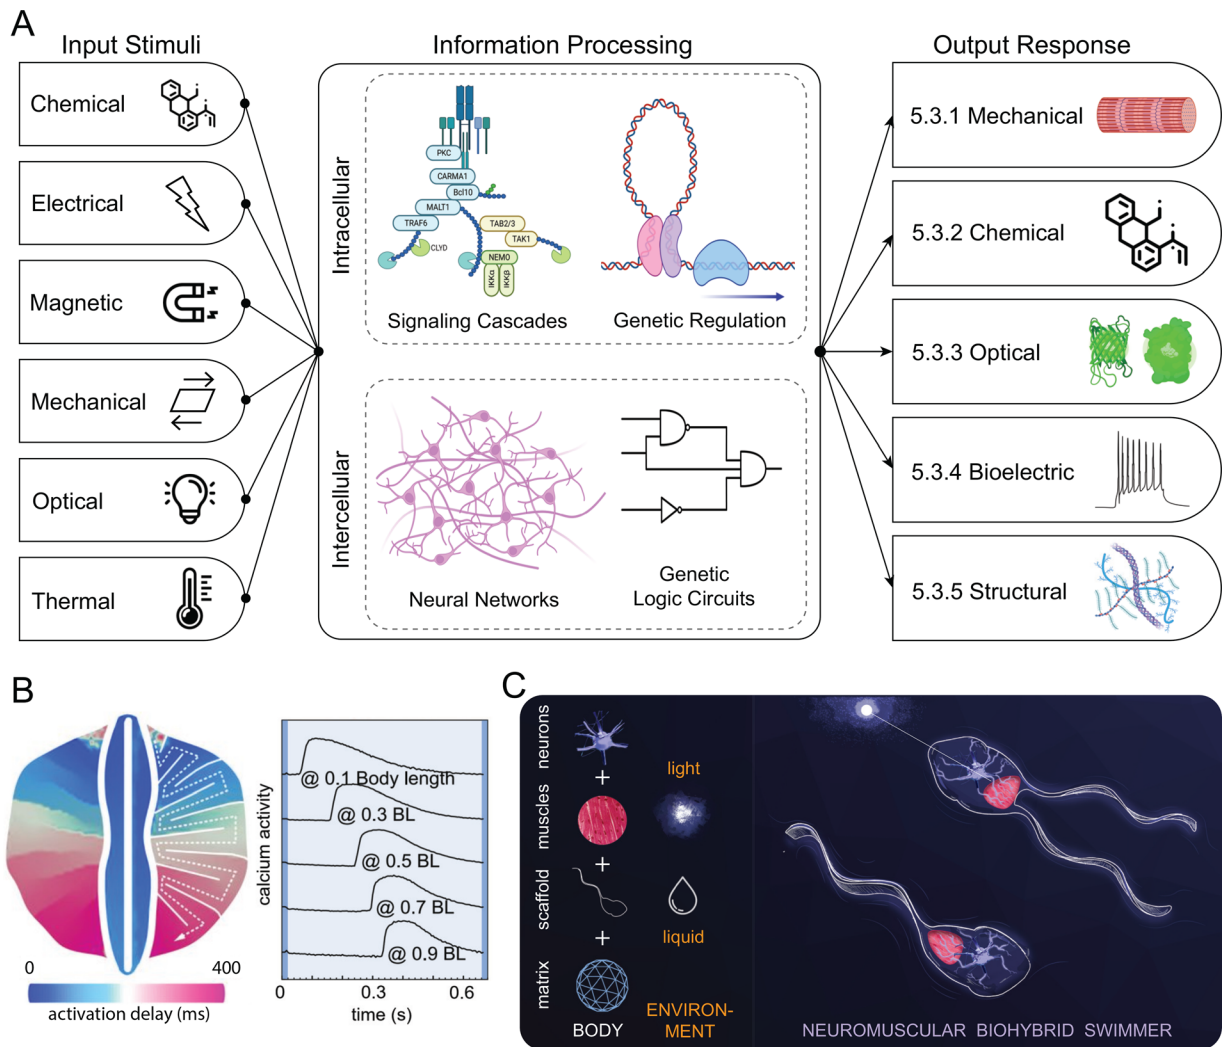 A
Input Stimuli
Information Processing
Output Response
Chemical
Electrical
Magnetic
Mechanical
Optical
Thermal
Intracellular
PKC
CARMA1
Bcl10
MALT1
TRAF6
CLYD
TAB2/3
TAK1
NEMO
IKKα
IKKβ
Signaling Cascades
Genetic Regulation
Intercellular
Neural Networks
Genetic
Logic Circuits
5.3.1 Mechanical
5.3.2 Chemical
5.3.3 Optical
5.3.4 Bioelectric
5.3.5 Structural
B
0
400
activation delay (ms)
calcium activity
@ 0.1 Body length
@ 0.3 BL
@ 0.5 BL
@ 0.7 BL
@ 0.9 BL
0
0.3
0.6
time (s)
C
neurons
+
muscles
+
scaffold
+
matrix
BODY
light
liquid
ENVIRON-
MENT
NEUROMUSCULAR BIOHYBRID SWIMMER